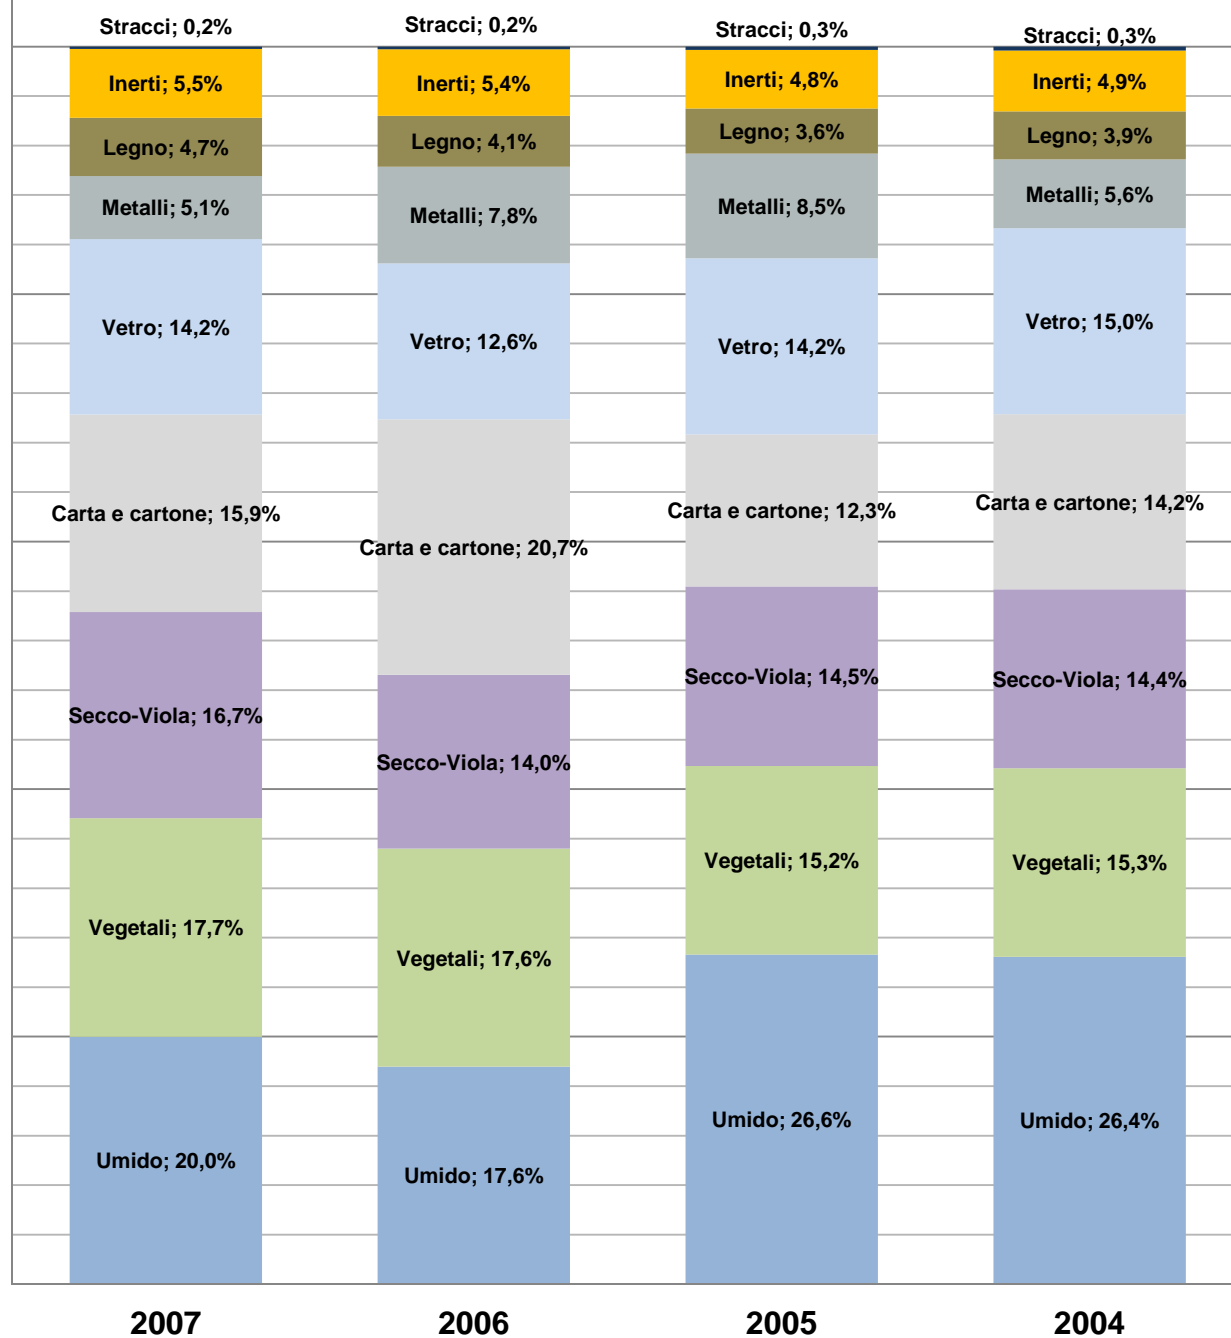 Stracci; 0,2%
Stracci; 0,2%
Stracci; 0,3%
Stracci; 0,3%
Inerti; 5,5%
Inerti; 5,4%
Inerti; 4,8%
Inerti; 4,9%
Legno; 4,7%
Legno; 4,1%
Legno; 3,6%
Legno; 3,9%
Metalli; 5,1%
Metalli; 7,8%
Metalli; 8,5%
Metalli; 5,6%
Vetro; 14,2%
Vetro; 12,6%
Vetro; 14,2%
Vetro; 15,0%
Carta e cartone; 15,9%
Carta e cartone; 20,7%
Carta e cartone; 12,3%
Carta e cartone; 14,2%
Secco-Viola; 16,7%
Secco-Viola; 14,0%
Secco-Viola; 14,5%
Secco-Viola; 14,4%
Vegetali; 17,7%
Vegetali; 17,6%
Vegetali; 15,2%
Vegetali; 15,3%
Umido; 20,0%
Umido; 17,6%
Umido; 26,6%
Umido; 26,4%
2007
2006
2005
2004